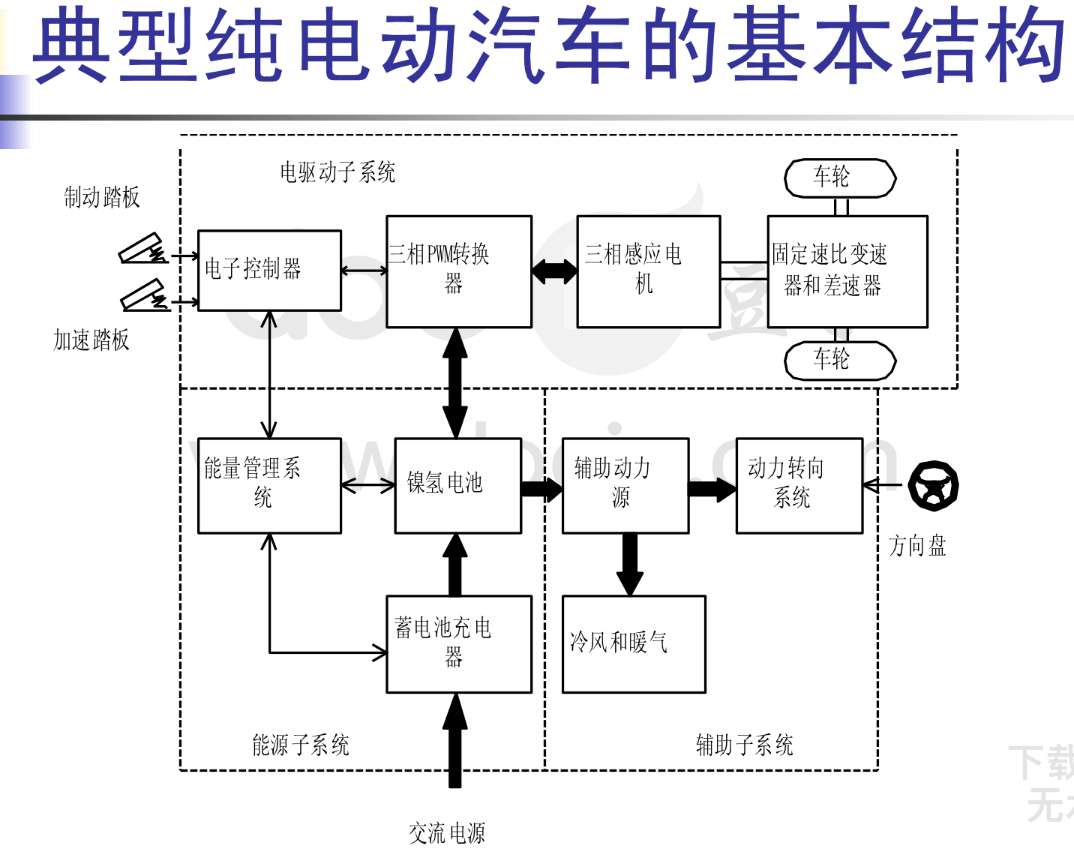 典型纯电动汽车的基本结构
电驱动子系统
制动踏板
加速踏板
电子控制器
三相PWM转换
器
三相感应电
机
固定速比变速
器和差速器
车轮
车轮
能量管理系
统
镍氢电池
辅助动力
源
动力转向
系统
方向盘
蓄电池充电
器
冷风和暖气
能源子系统
辅助子系统
交流电源
豆
下载